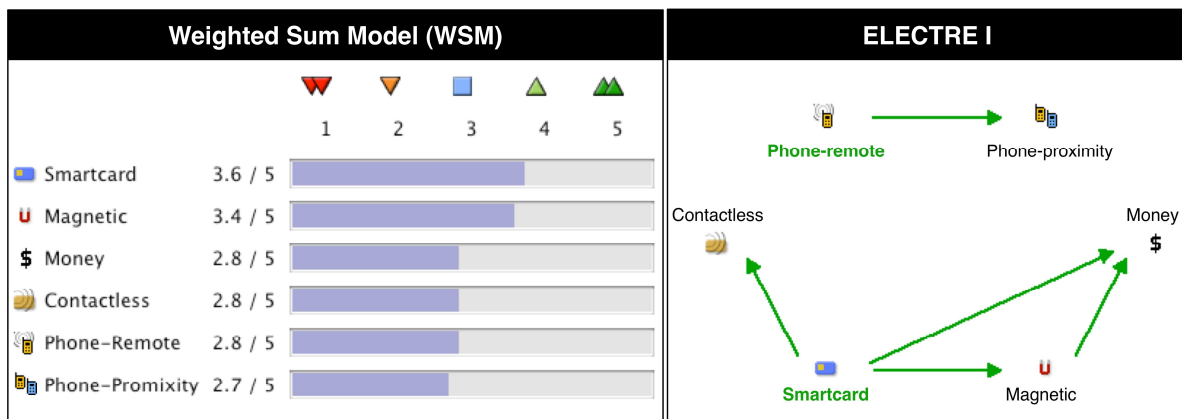 Weighted Sum Model (WSM)
1 2 3 4 5
Smartcard 3.6 / 5
Magnetic 3.4 / 5
$ Money 2.8 / 5
Contactless 2.8 / 5
Phone-Remote 2.8 / 5
Phone-Promixity 2.7 / 5
ELECTRE I
Phone-remote Phone-proximity
Contactless Money
$
Smartcard Magnetic